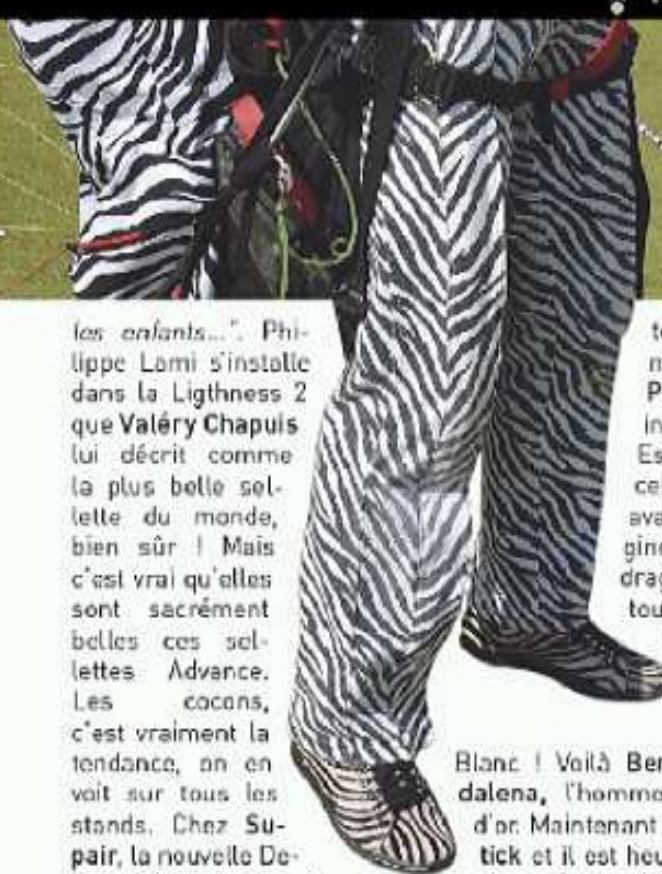 les enfants...". Phi-
lippe Lami s'installe
dans la Ligthness 2
que Valéry Chapuis
lui décrit comme
la plus belle sel-
lette du monde,
bien sûr ! Mais
c'est vrai qu'elles
sont sacrément
belles ces sel-
lettes Advance.
Les cocons,
c'est vraiment la
tendance, on en
voit sur tous les
stands. Chez Su-
pair, la nouvelle De-
Blanc ! Voilà Ber
dalena, l'homme
d'or. Maintenant
tick et il est heu